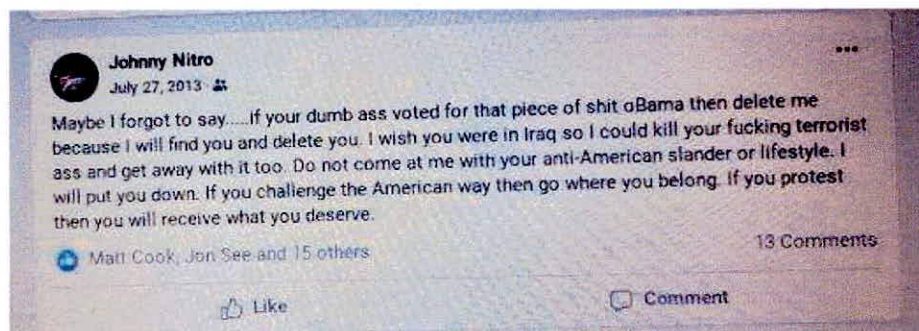 Johnny Nitro
July 27, 2013
Maybe I forgot to say.....if your dumb ass voted for that piece of shit oBama then delete me
because I will find you and delete you. I wish you were in Iraq so I could kill your fucking terrorist
ass and get away with it too. Do not come at me with your anti-American slander or lifestyle. I
will put you down. If you challenge the American way then go where you belong. If you protest
then you will receive what you deserve.
Matt Cook, Jon See and 15 others
13 Comments
Like
Comment